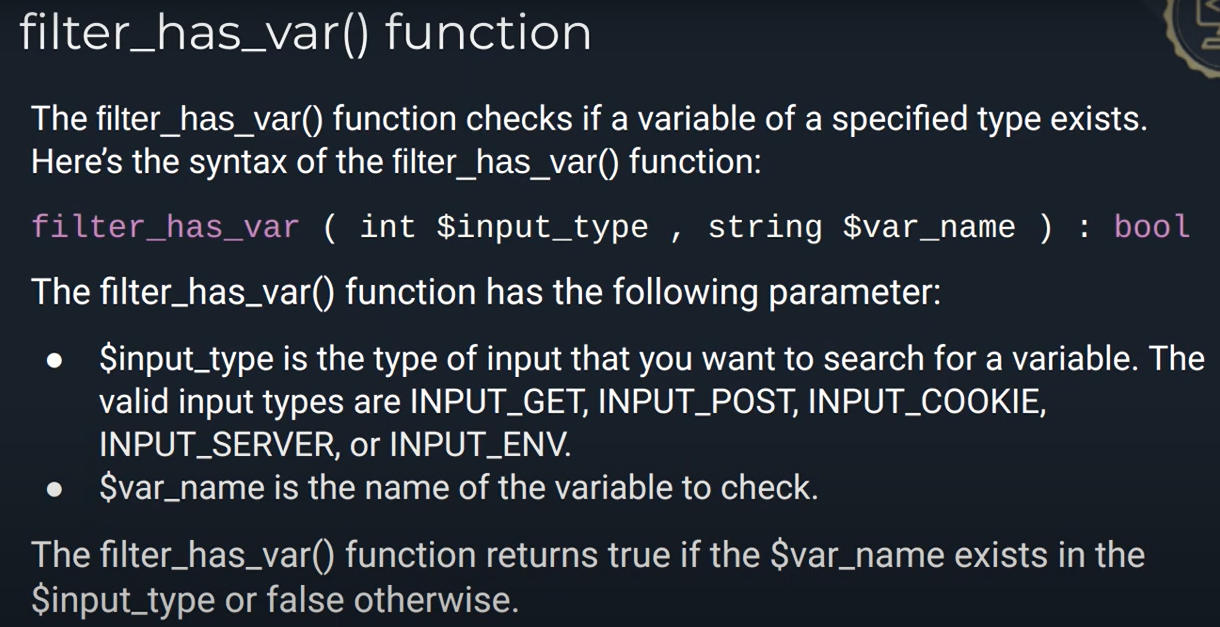 filter_has_var() function
The filter_has_var() function checks if a variable of a specified type exists.
Here’s the syntax of the filter_has_var() function:
filter_has_var ( int $input_type , string $var_name ) : bool
The filter_has_var() function has the following parameter:
● $input_type is the type of input that you want to search for a variable. The
valid input types are INPUT_GET, INPUT_POST, INPUT_COOKIE,
INPUT_SERVER, or INPUT_ENV.
● $var_name is the name of the variable to check.
The filter_has_var() function returns true if the $var_name exists in the
$input_type or false otherwise.